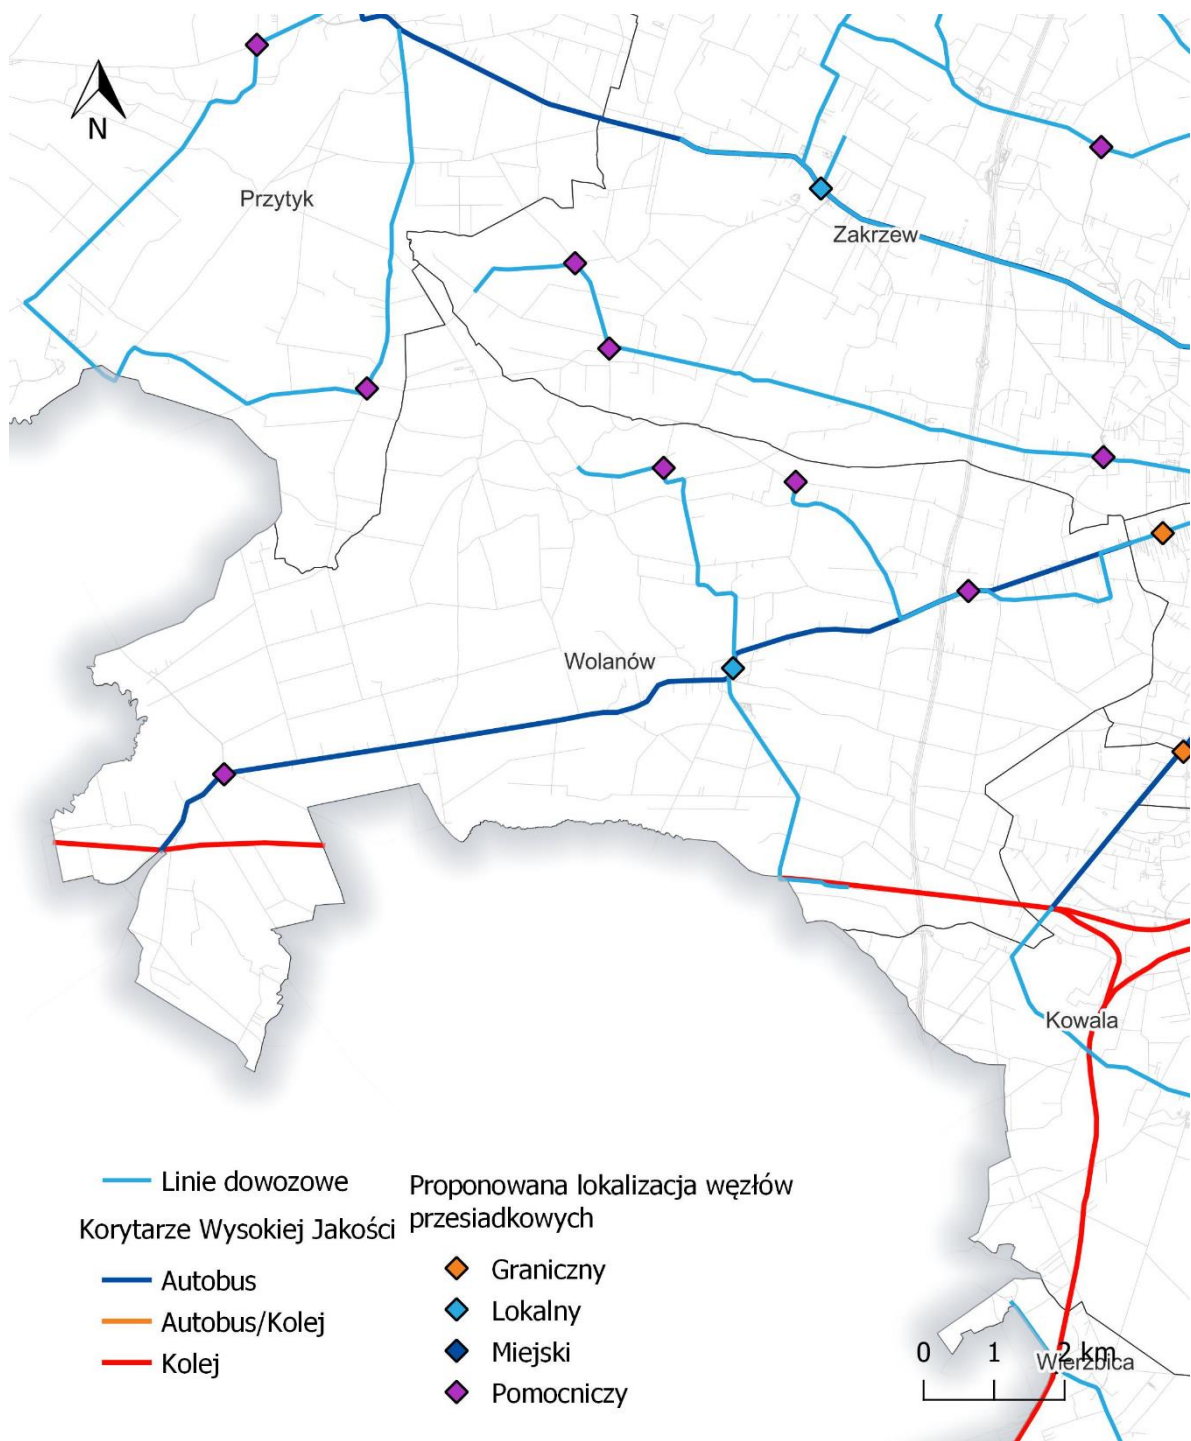 N
Przytyk
Zakrzew
Wolanów
Kowala
Linie dowozowe
Korytarze Wysokiej Jakości
Autobus
Autobus/Kolej
Kolej
Proponowana lokalizacja węzłów
przesiadkowych
Graniczny
Lokalny
Miejski
Pomocniczy
0 1 2 km
Wierzbica